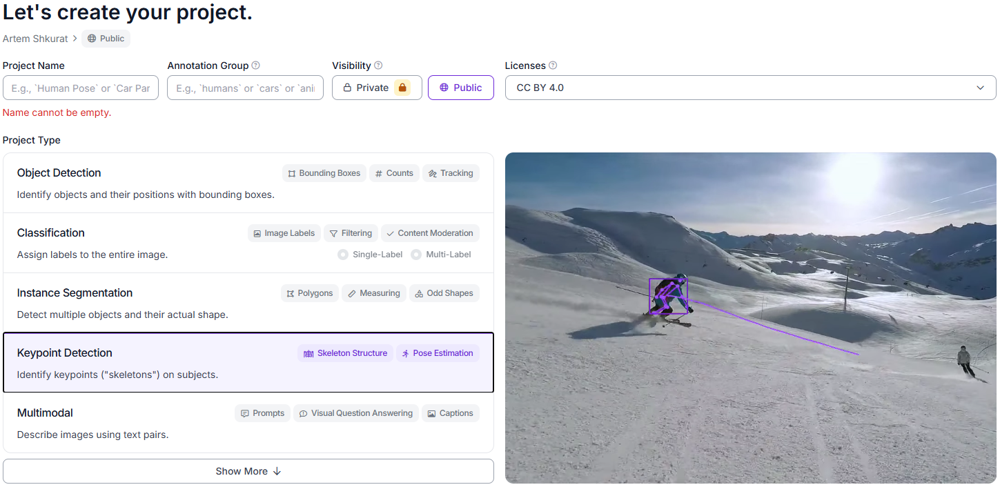 Let's create your project.
Artem Shkurat > Public
Project Name
Annotation Group
Visibility
Licenses
E.g., `Human Pose` or `Car Par
E.g., `humans` or `cars` or `ani
Private
Public
CC BY 4.0
Name cannot be empty.
Project Type
Object Detection
Bounding Boxes
Counts
Tracking
Identify objects and their positions with bounding boxes.
Classification
Image Labels
Filtering
Content Moderation
Assign labels to the entire image.
Single-Label
Multi-Label
Instance Segmentation
Polygons
Measuring
Odd Shapes
Detect multiple objects and their actual shape.
Keypoint Detection
Skeleton Structure
Pose Estimation
Identify keypoints ("skeletons") on subjects.
Multimodal
Prompts
Visual Question Answering
Captions
Describe images using text pairs.
Show More ↓